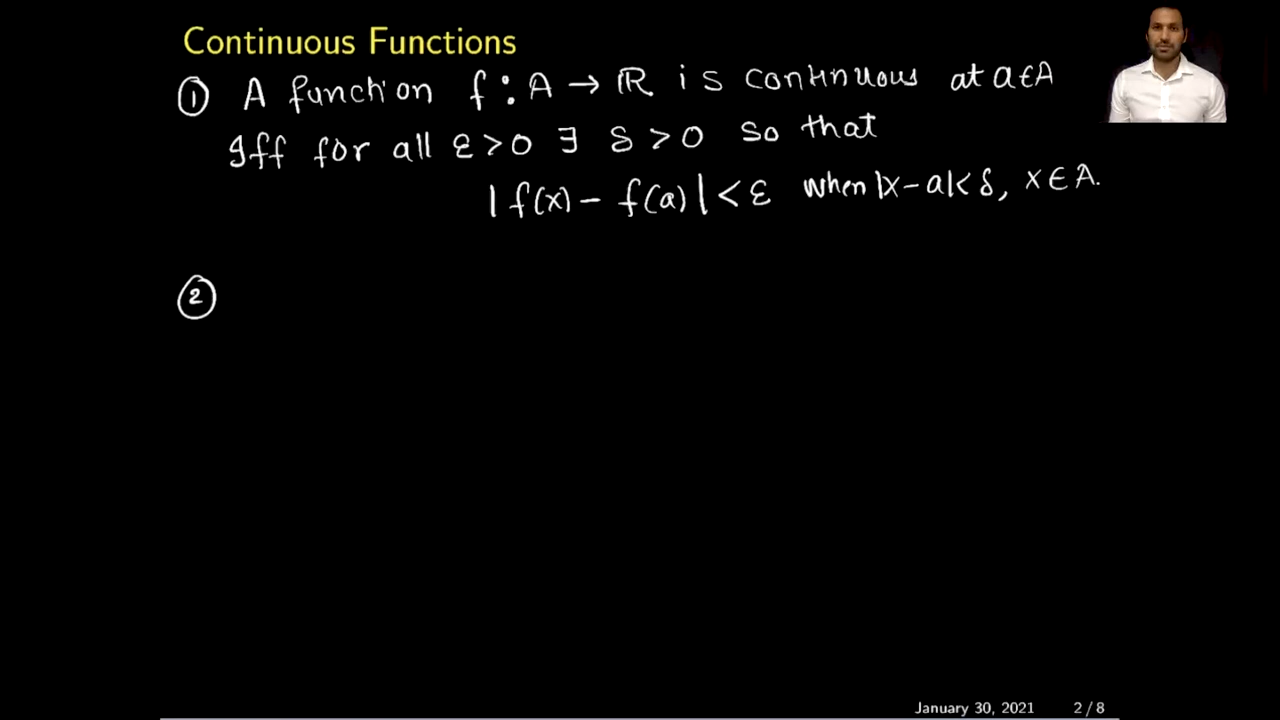 Continuous Functions
① A function f : A → ℝ is continuous at a ∈ A
Iff for all ε > 0 ∃ δ > 0 so that
|f(x) - f(a)| < ε when |x - a| < δ, x ∈ A.
②
January 30, 2021 2 / 8